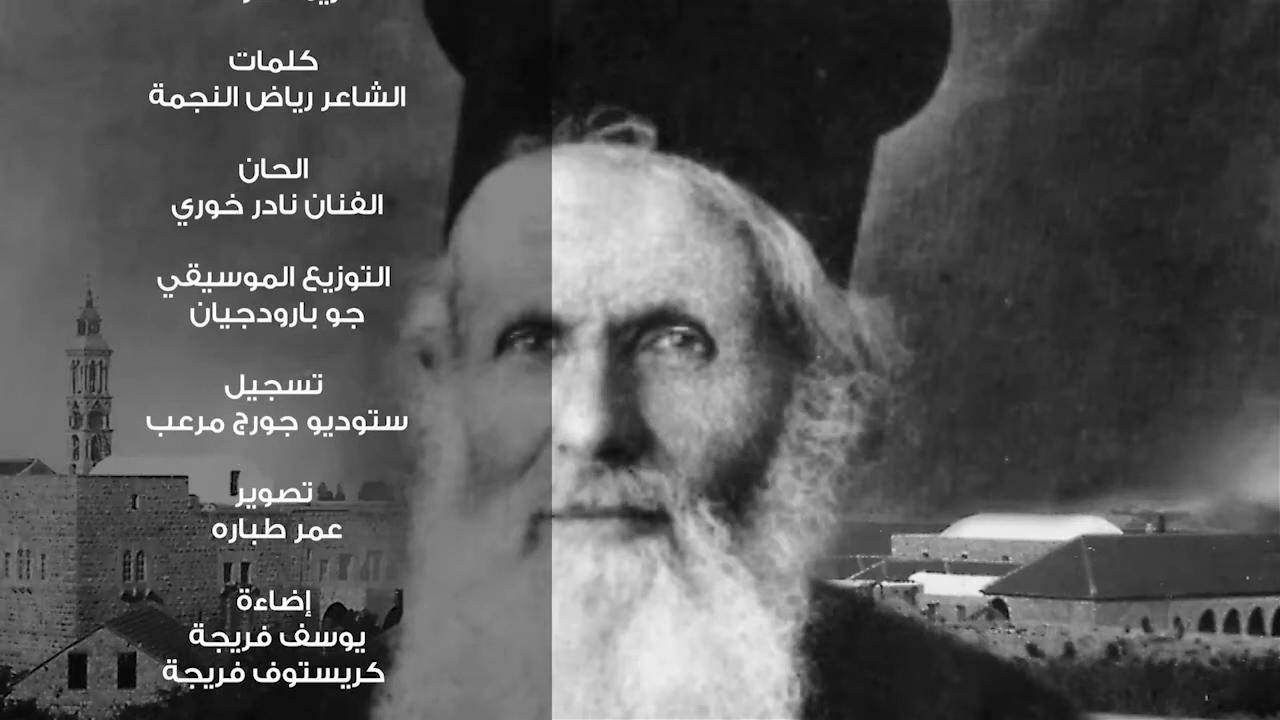 كلمات
الشاعر رياض النجمة
الحان
الفنان نادر خوري
التوزيع الموسيقي
جو بارودجيان
تسجيل
ستوديو جورج مرعب
تصوير
عمر طباره
إضاءة
يوسف فريجة
كريستوف فريجة